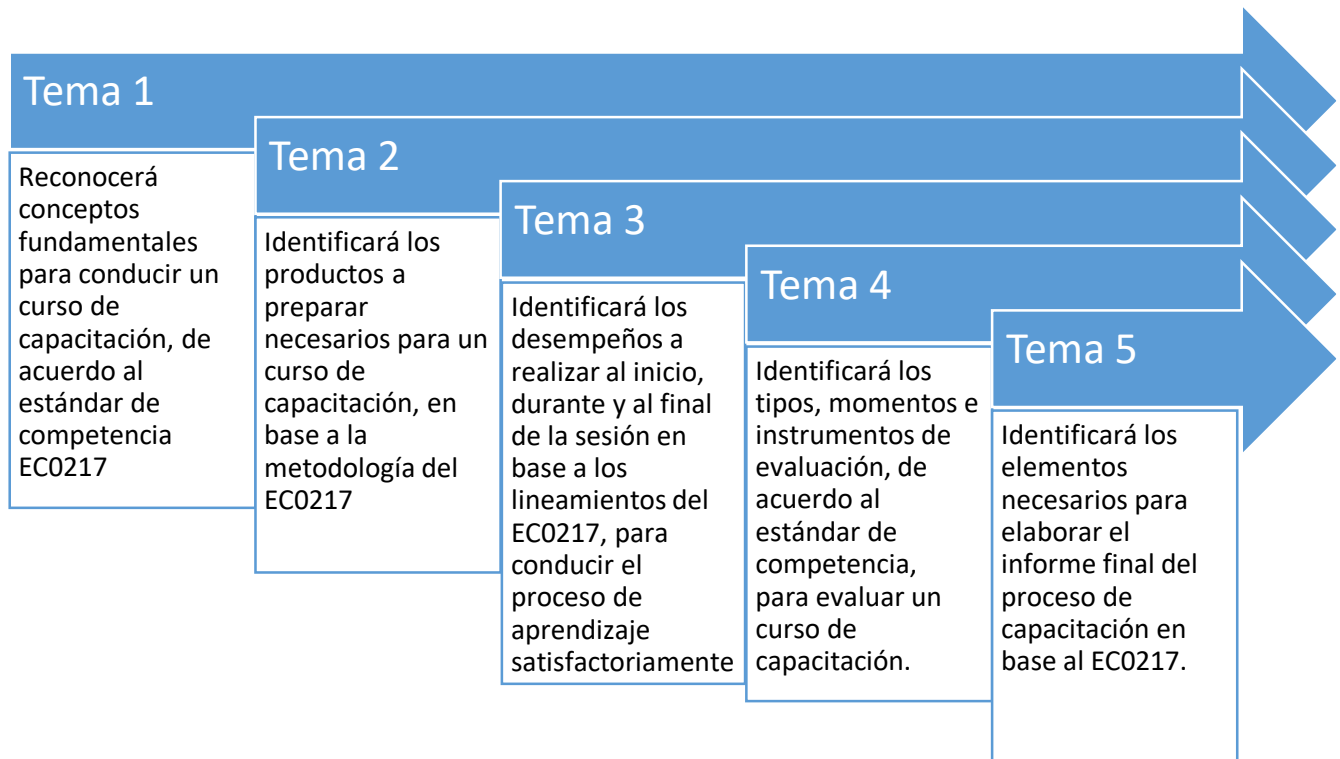 Tema 1
Reconocerá
conceptos
fundamentales
para conducir un
curso de
capacitación, de
acuerdo al
estándar de
competencia
EC0217
Tema 2
Identificará los
productos a
preparar
necesarios para un
curso de
capacitación, en
base a la
metodología del
EC0217
Tema 3
Identificará los
desempeños a
realizar al inicio,
durante y al final
de la sesión en
base a los
lineamientos del
EC0217, para
conducir el
proceso de
aprendizaje
satisfactoriamente
Tema 4
Identificará los
tipos, momentos e
instrumentos de
evaluación, de
acuerdo al
estándar de
competencia,
para evaluar un
curso de
capacitación.
Tema 5
Identificará los
elementos
necesarios para
elaborar el
informe final del
proceso de
capacitación en
base al EC0217.